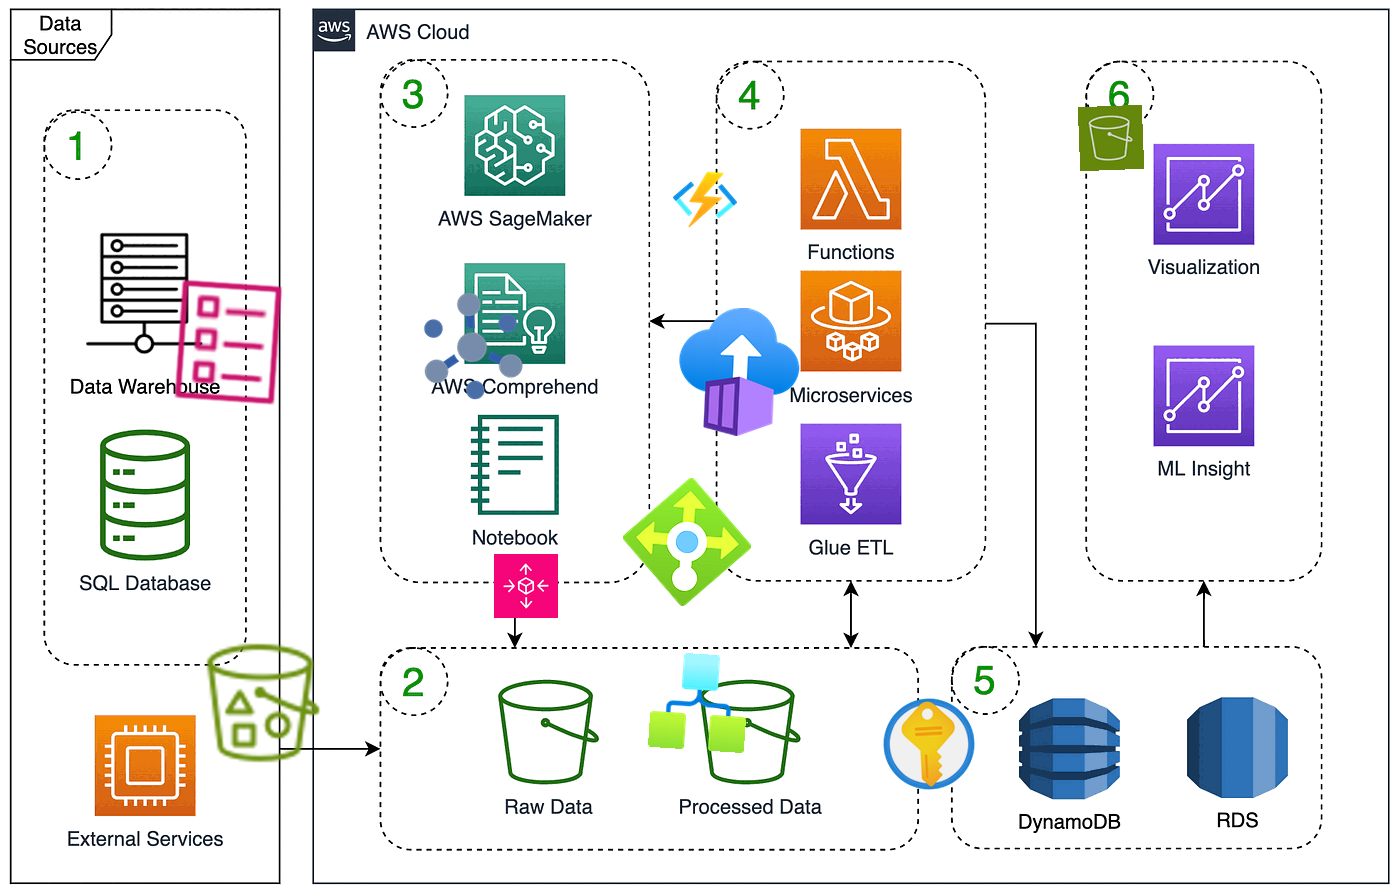 Data
Sources
aws
AWS Cloud
1
Data Warehouse
SQL Database
External Services
3
AWS SageMaker
AWS Comprehend
Notebook
4
Functions
Microservices
Glue ETL
6
Visualization
ML Insight
2
Raw Data
Processed Data
5
DynamoDB
RDS